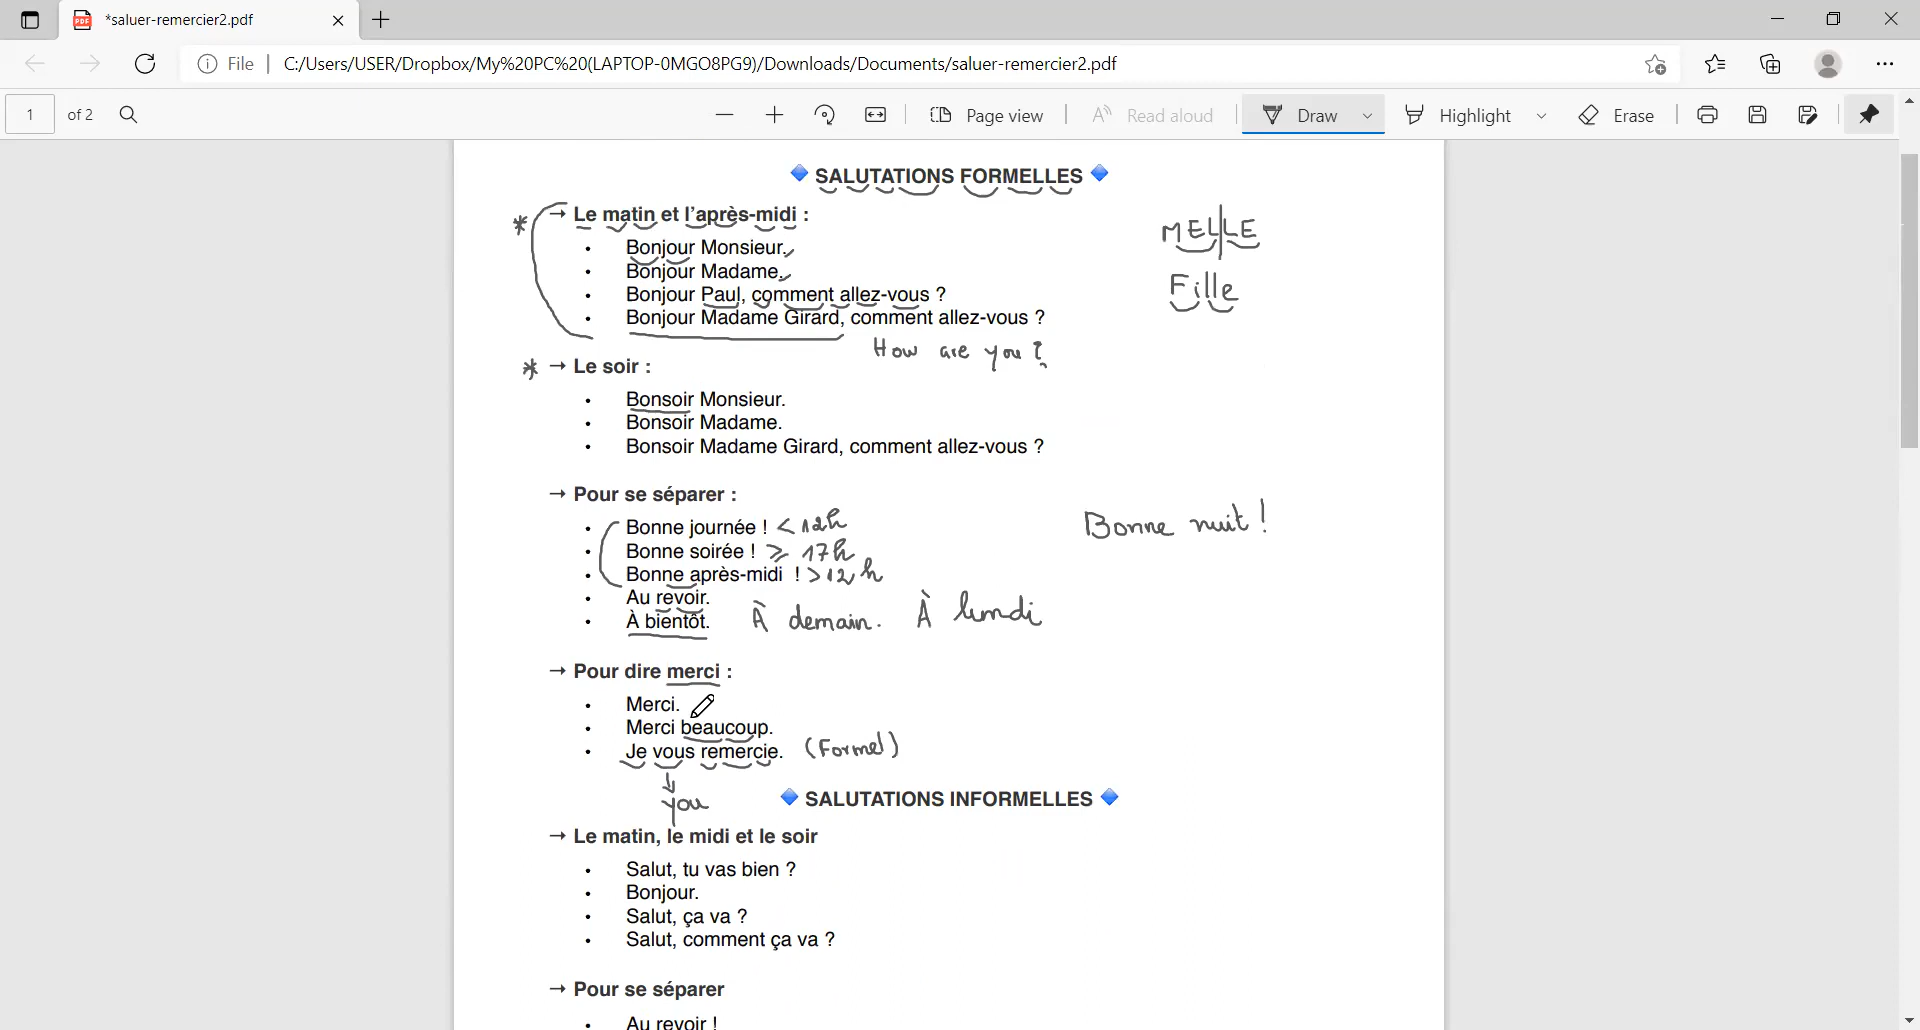 *saluer-remercier2.pdf
File | C:/Users/USER/Dropbox/My%20PC%20(LAPTOP-0MGO8PG9)/Downloads/Documents/saluer-remercier2.pdf
1 of 2 Page view Read aloud Draw Highlight Erase
SALUTATIONS FORMELLES
* → Le matin et l'après-midi :
MEL|LE
• Bonjour Monsieur.
• Bonjour Madame.
Fille
• Bonjour Paul, comment allez-vous ?
• Bonjour Madame Girard, comment allez-vous ?
How are you ?
* → Le soir :
• Bonsoir Monsieur.
• Bonsoir Madame.
• Bonsoir Madame Girard, comment allez-vous ?
→ Pour se séparer :
• Bonne journée ! < 12h
Bonne nuit !
• Bonne soirée ! ⩾ 17h
• Bonne après-midi ! > 12h
• Au revoir.
• À bientôt. À demain. À lundi
→ Pour dire merci :
• Merci.
• Merci beaucoup.
• Je vous remercie. (Formel)
you
SALUTATIONS INFORMELLES
→ Le matin, le midi et le soir
• Salut, tu vas bien ?
• Bonjour.
• Salut, ça va ?
• Salut, comment ça va ?
→ Pour se séparer
• Au revoir !